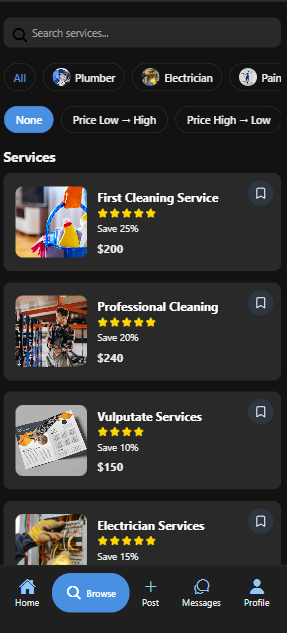 Search services...
All
Plumber
Electrician
Pain
None
Price Low → High
Price High → Low
Services
First Cleaning Service
Save 25%
$200
Professional Cleaning
Save 20%
$240
Vulputate Services
Save 10%
$150
Electrician Services
Save 15%
Home
Browse
Post
Messages
Profile